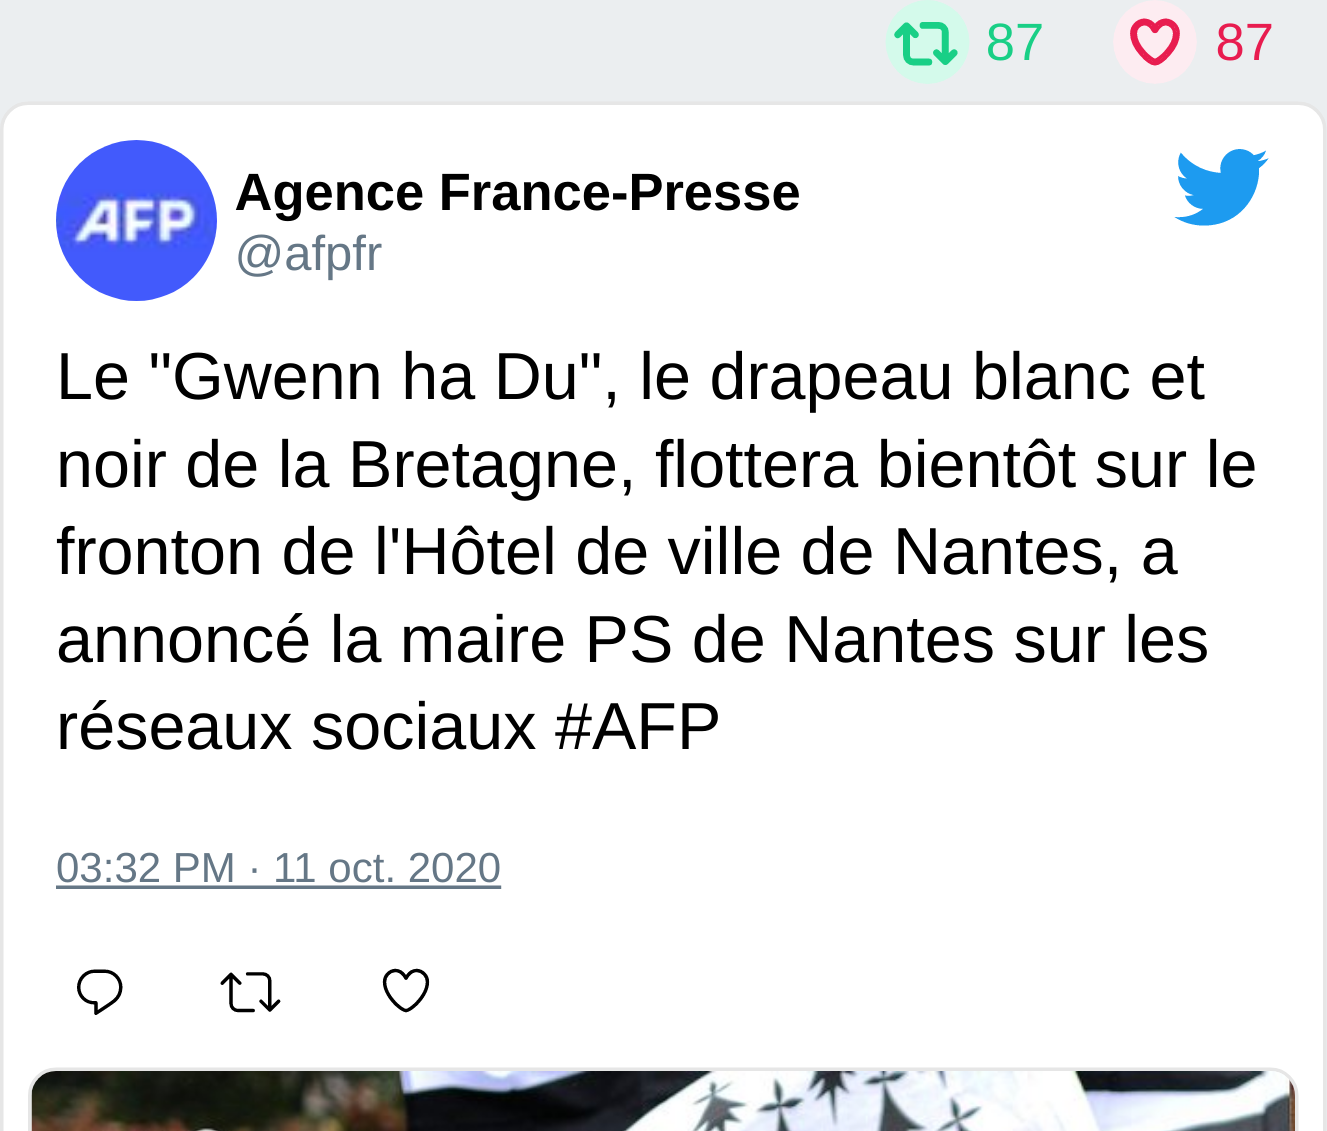 87 87
AFP
Agence France-Presse
@afpfr
Le "Gwenn ha Du", le drapeau blanc et
noir de la Bretagne, flottera bientôt sur le
fronton de l'Hôtel de ville de Nantes, a
annoncé la maire PS de Nantes sur les
réseaux sociaux #AFP
03:32 PM · 11 oct. 2020